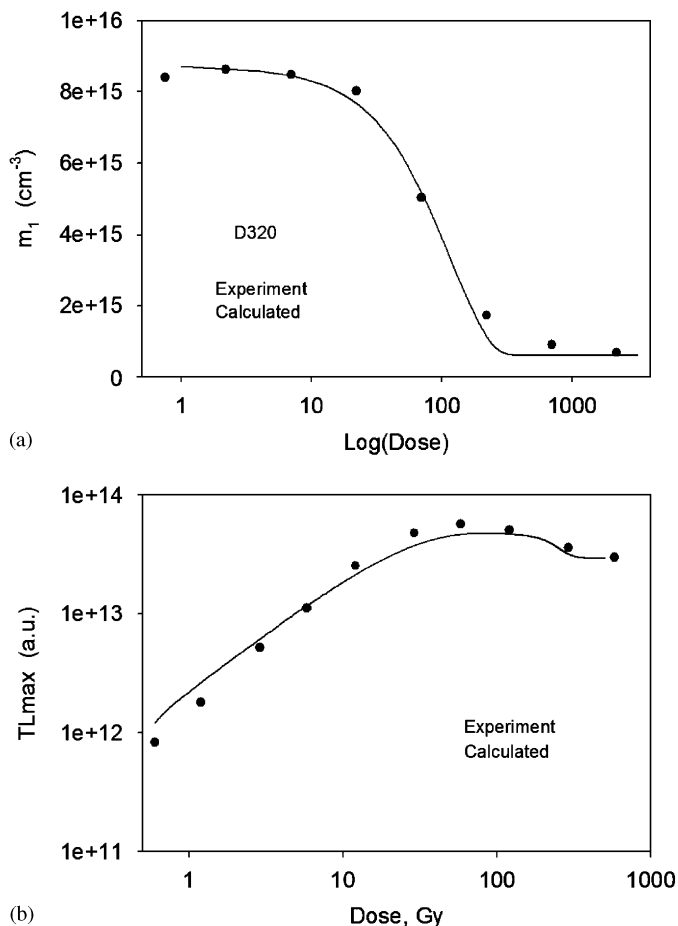 1e+16
8e+15
6e+15
4e+15
2e+15
0
m1 (cm-3)
D320
Experiment
Calculated
1 10 100 1000
Log(Dose)
(a)
1e+14
1e+13
1e+12
1e+11
TLmax (a.u.)
Experiment
Calculated
1 10 100 1000
Dose, Gy
(b)